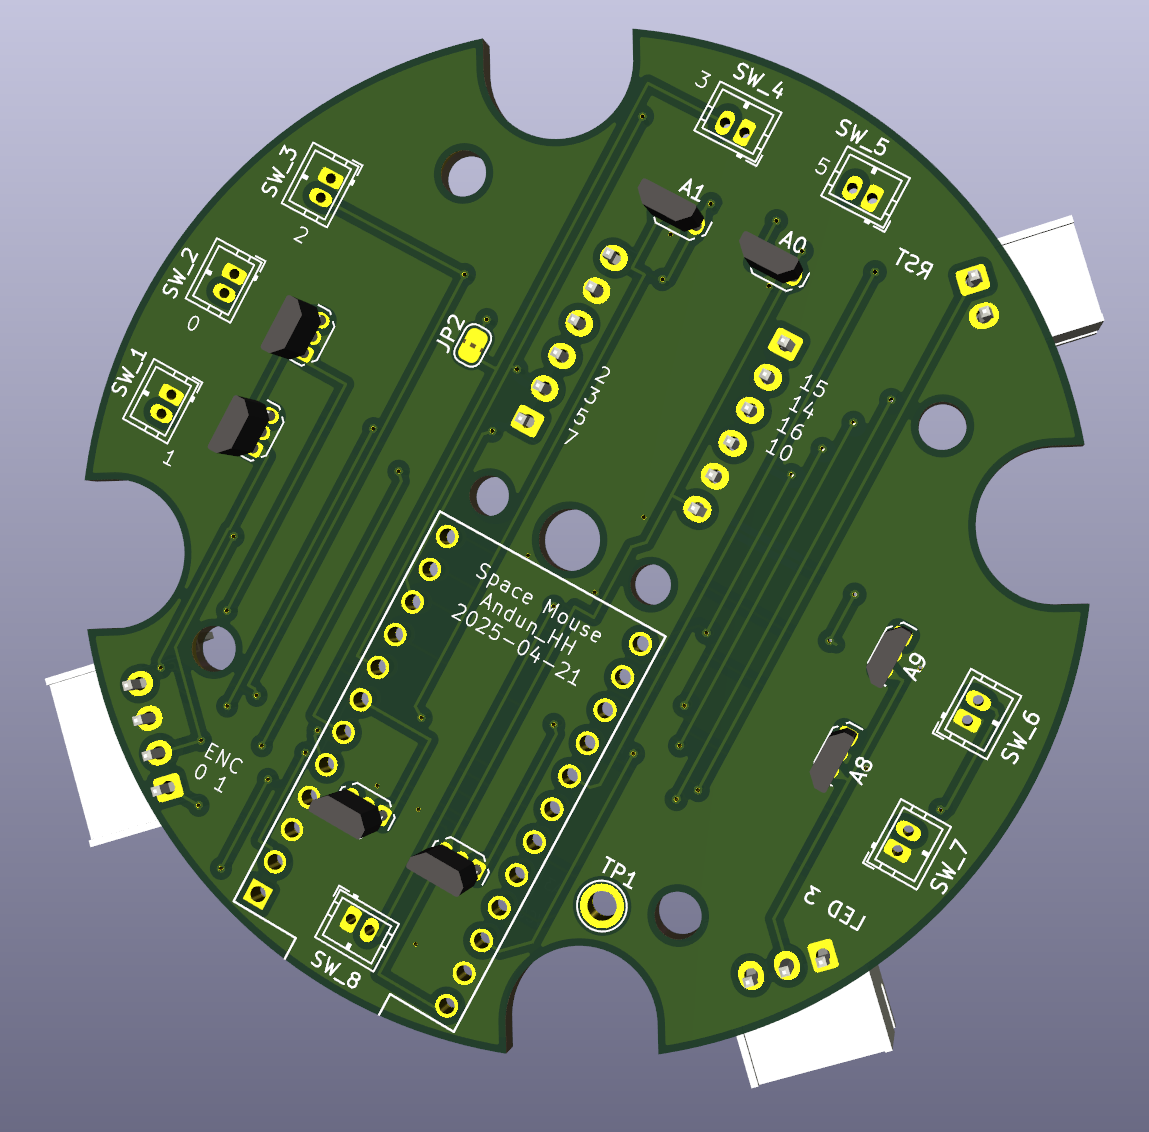 SW_4
3
SW_5
5
SW_3
2
A1
A0
RST
SW_2
0
JP2
SW_1
1
2
3
5
7
15
14
16
10
Space Mouse
Andun_HH
2025-04-21
A9
SW_6
ENC
0 1
A8
SW_7
TP1
LED 3
SW_8